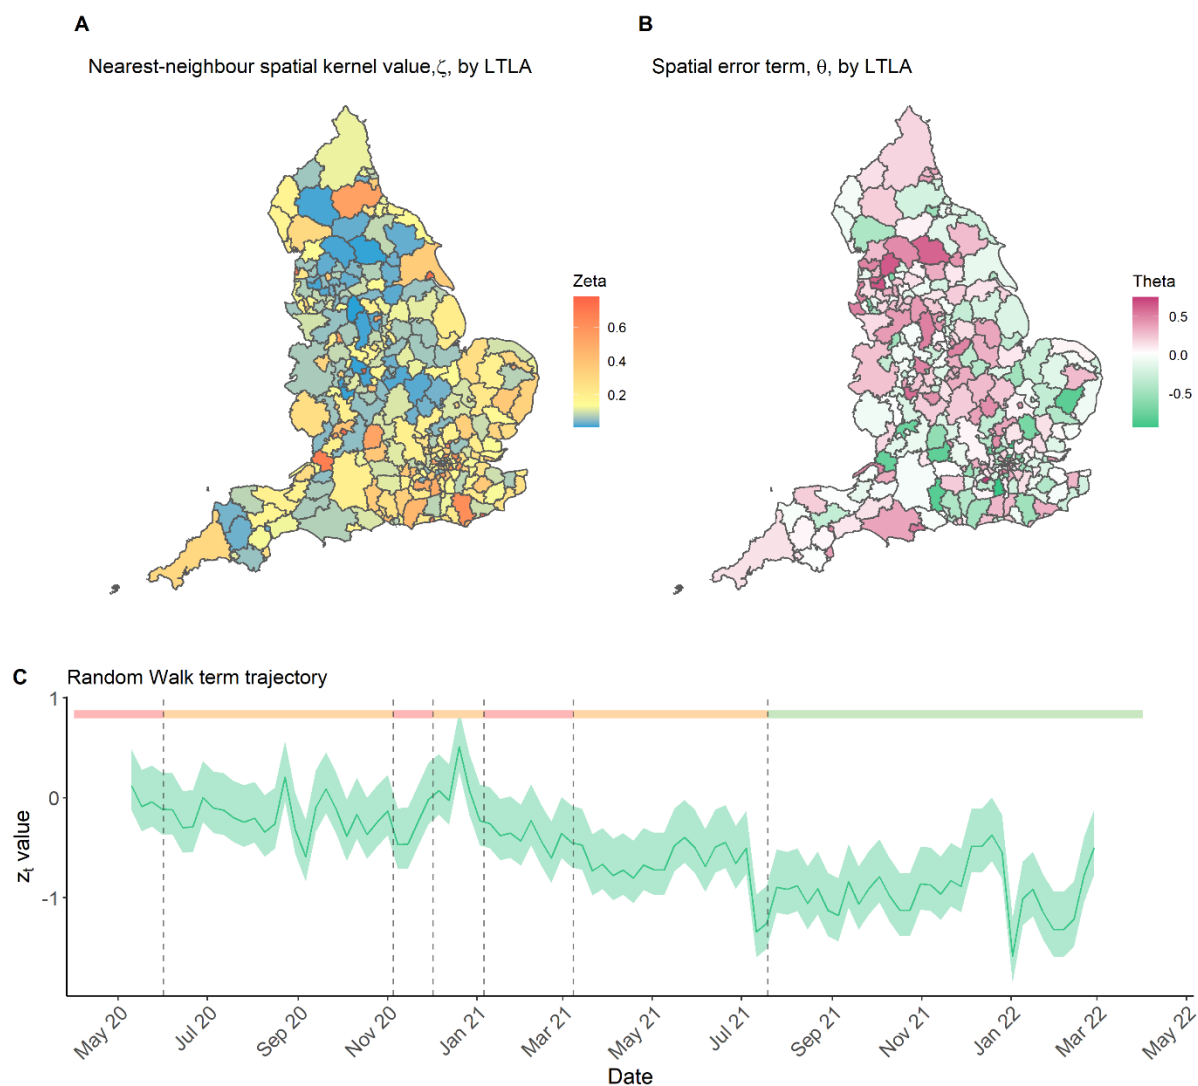 A
B
Nearest-neighbour spatial kernel value,ζ, by LTLA
Spatial error term, θ, by LTLA
Zeta
0.6
0.4
0.2
Theta
0.5
0.0
-0.5
C
Random Walk term trajectory
1
0
-1
zt value
May 20
Jul 20
Sep 20
Nov 20
Jan 21
Mar 21
May 21
Jul 21
Sep 21
Nov 21
Jan 22
Mar 22
May 22
Date